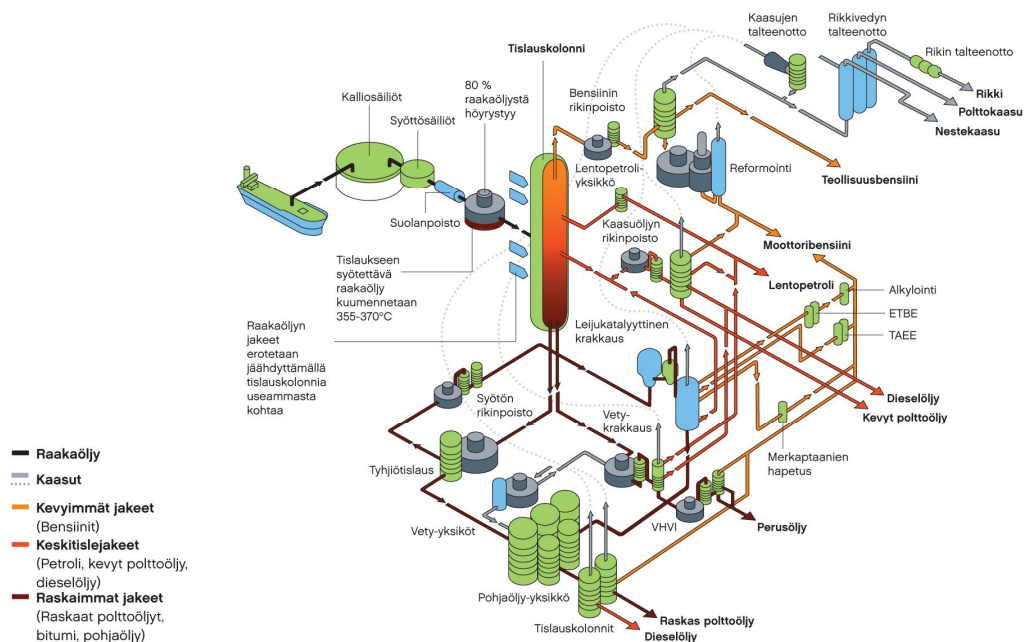 Kaasujen
talteenotto
Rikkivedyn
talteenotto
Rikin talteenotto
Tislauskolonni
Rikki
Polttokaasu
Nestekaasu
80 %
raakaöljystä
höyrystyy
Bensiinin
rikinpoisto
Kalliosäiliöt
Syöttösäiliöt
Lentopetroli-
yksikkö
Reformointi
Teollisuusbensiini
Suolanpoisto
Kaasuöljyn
rikinpoisto
Moottoribensiini
Tislaukseen
syötettävä
raakaöljy
kuumennetaan
355-370°C
Lentopetroli
Alkylointi
ETBE
TAEE
Raakaöljyn
jakeet
erotetaan
jäähdyttämällä
tislauskolonnia
useammasta
kohtaa
Leijukatalyyttinen
krakkaus
Syötön
rikinpoisto
Dieselöljy
Kevyt polttoöljy
Vety-
krakkaus
Tyhjiötislaus
Merkaptaanien
hapetus
Vety-yksiköt
VHVI
Perusöljy
Pohjaöljy-yksikkö
Tislauskolonnit
Raskas polttoöljy
Dieselöljy
Raakaöljy
Kaasut
Kevyimmät jakeet
(Bensiinit)
Keskitislejakeet
(Petroli, kevyt polttoöljy,
dieselöljy)
Raskaimmat jakeet
(Raskaat polttoöljyt,
bitumi, pohjaöljy)